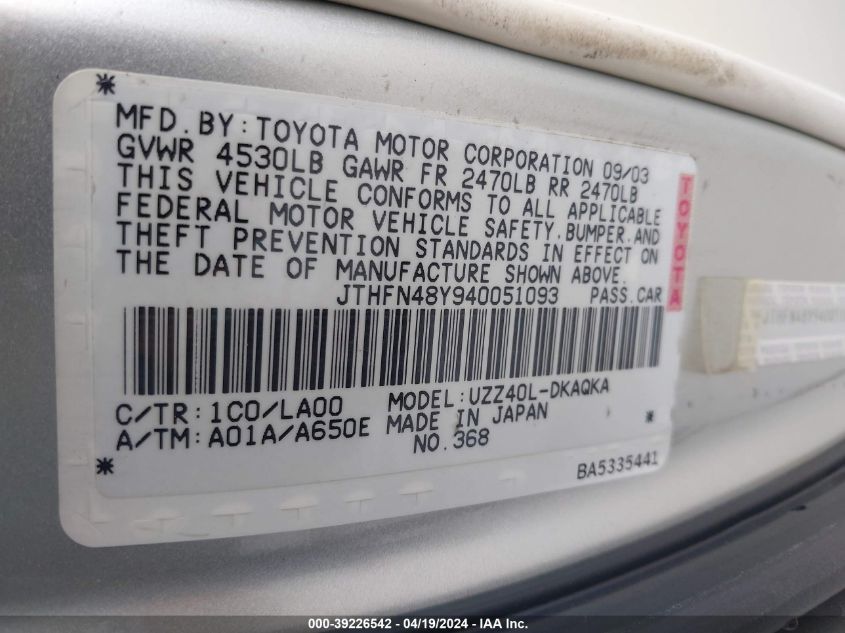 MFD.BY:TOYOTA MOTOR CORPORATION 09/03
GVWR 4530LB GAWR FR 2470LB RR 2470LB
THIS VEHICLE CONFORMS TO ALL APPLICABLE
FEDERAL MOTOR VEHICLE SAFETY,BUMPER,AND
THEFT PREVENTION STANDARDS IN EFFECT ON
THE DATE OF MANUFACTURE SHOWN ABOVE.
JTHFN48Y940051093 PASS.CAR
C/TR:1C0/LA00 MODEL:UZZ40L-DKAQKA
A/TM:A01A/A650E MADE IN JAPAN
NO.368
BA5335441
TOYOTA
000-39226542 - 04/19/2024 - IAA Inc.